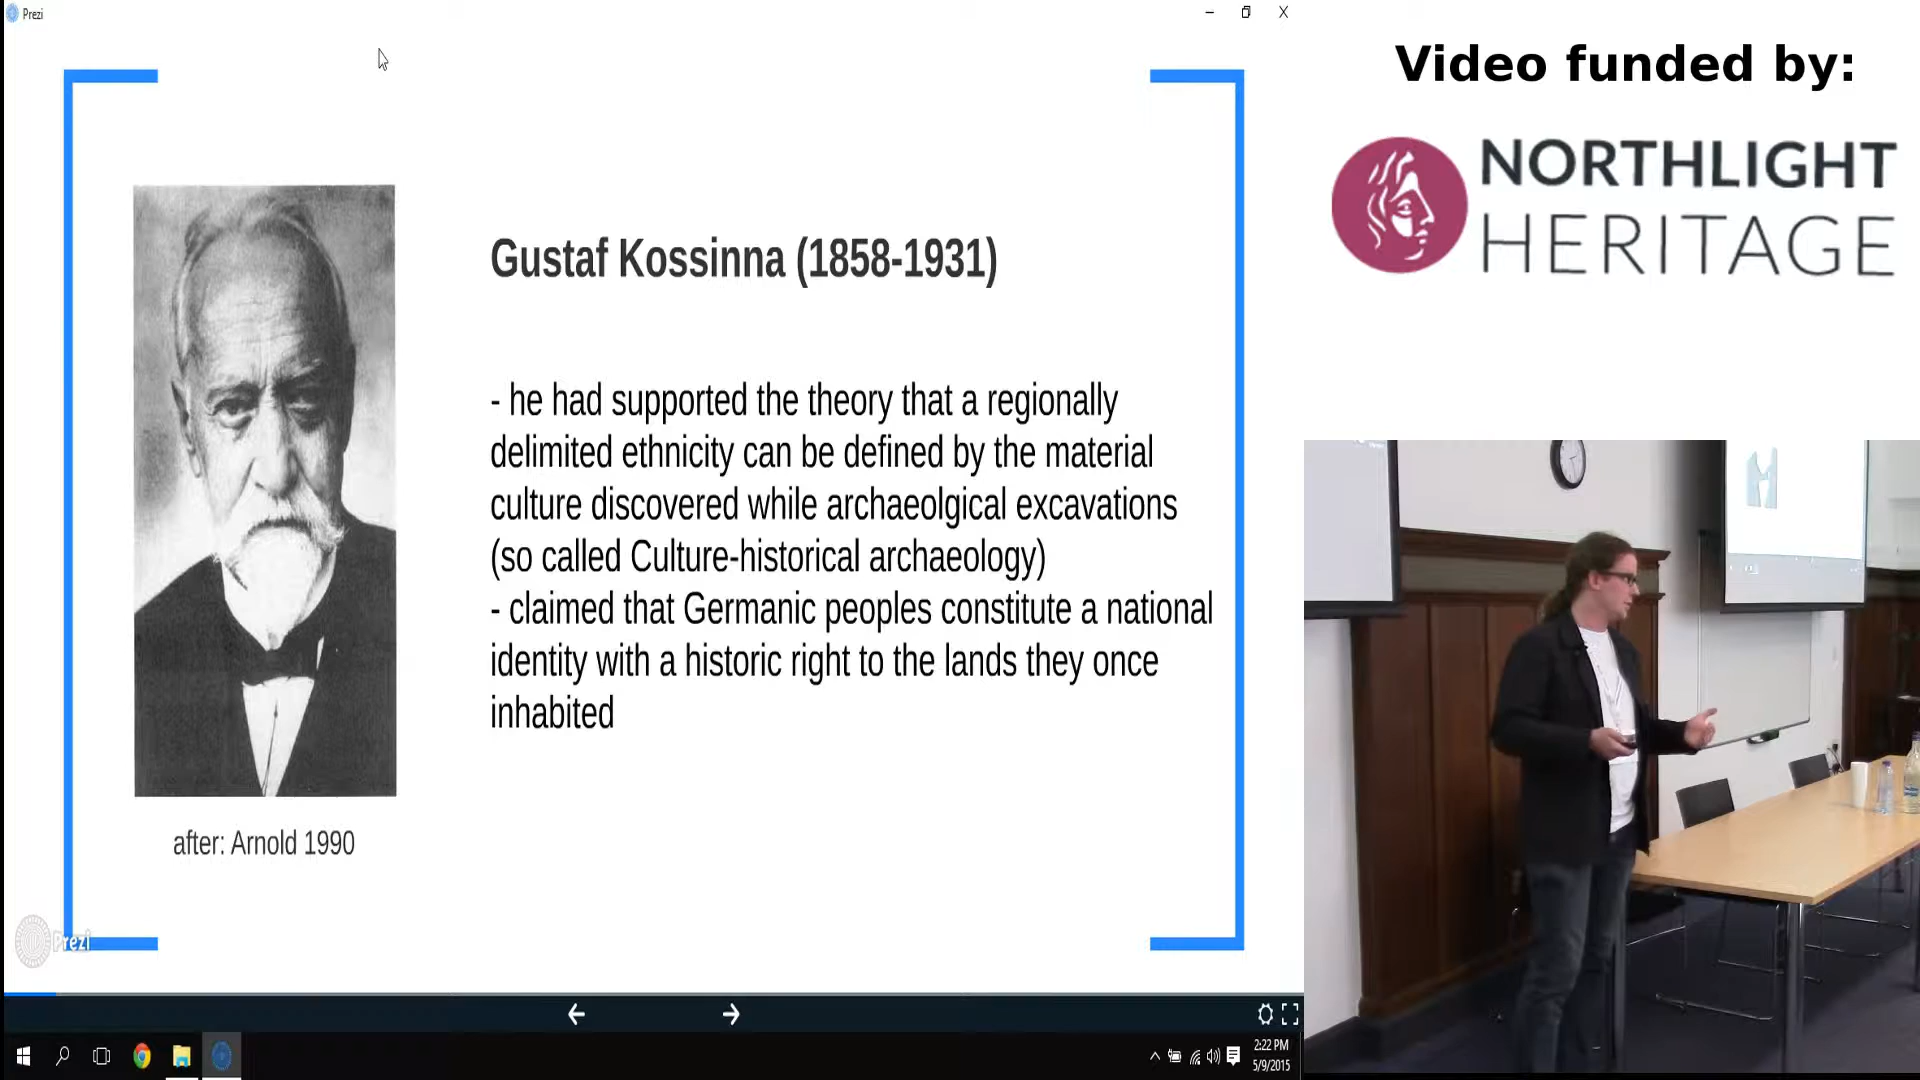 Prezi
Gustaf Kossinna (1858-1931)
- he had supported the theory that a regionally
delimited ethnicity can be defined by the material
culture discovered while archaeolgical excavations
(so called Culture-historical archaeology)
- claimed that Germanic peoples constitute a national
identity with a historic right to the lands they once
inhabited
after: Arnold 1990
Prezi
2:22 PM
5/9/2015
Video funded by:
NORTHLIGHT
HERITAGE